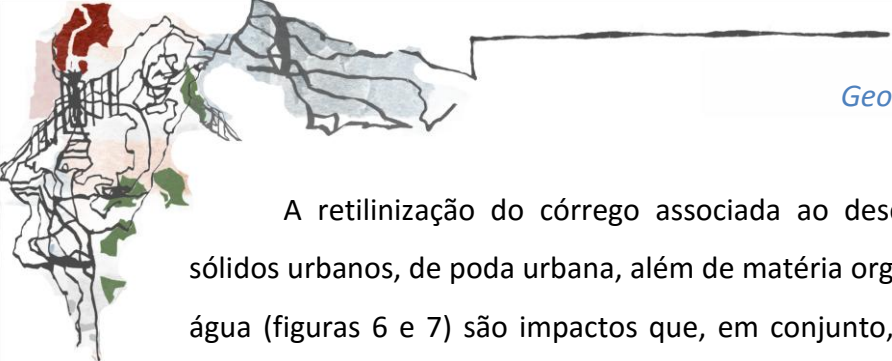 Geo
A retilinização do córrego associada ao des
sólidos urbanos, de poda urbana, além de matéria org
água (figuras 6 e 7) são impactos que, em conjunto,